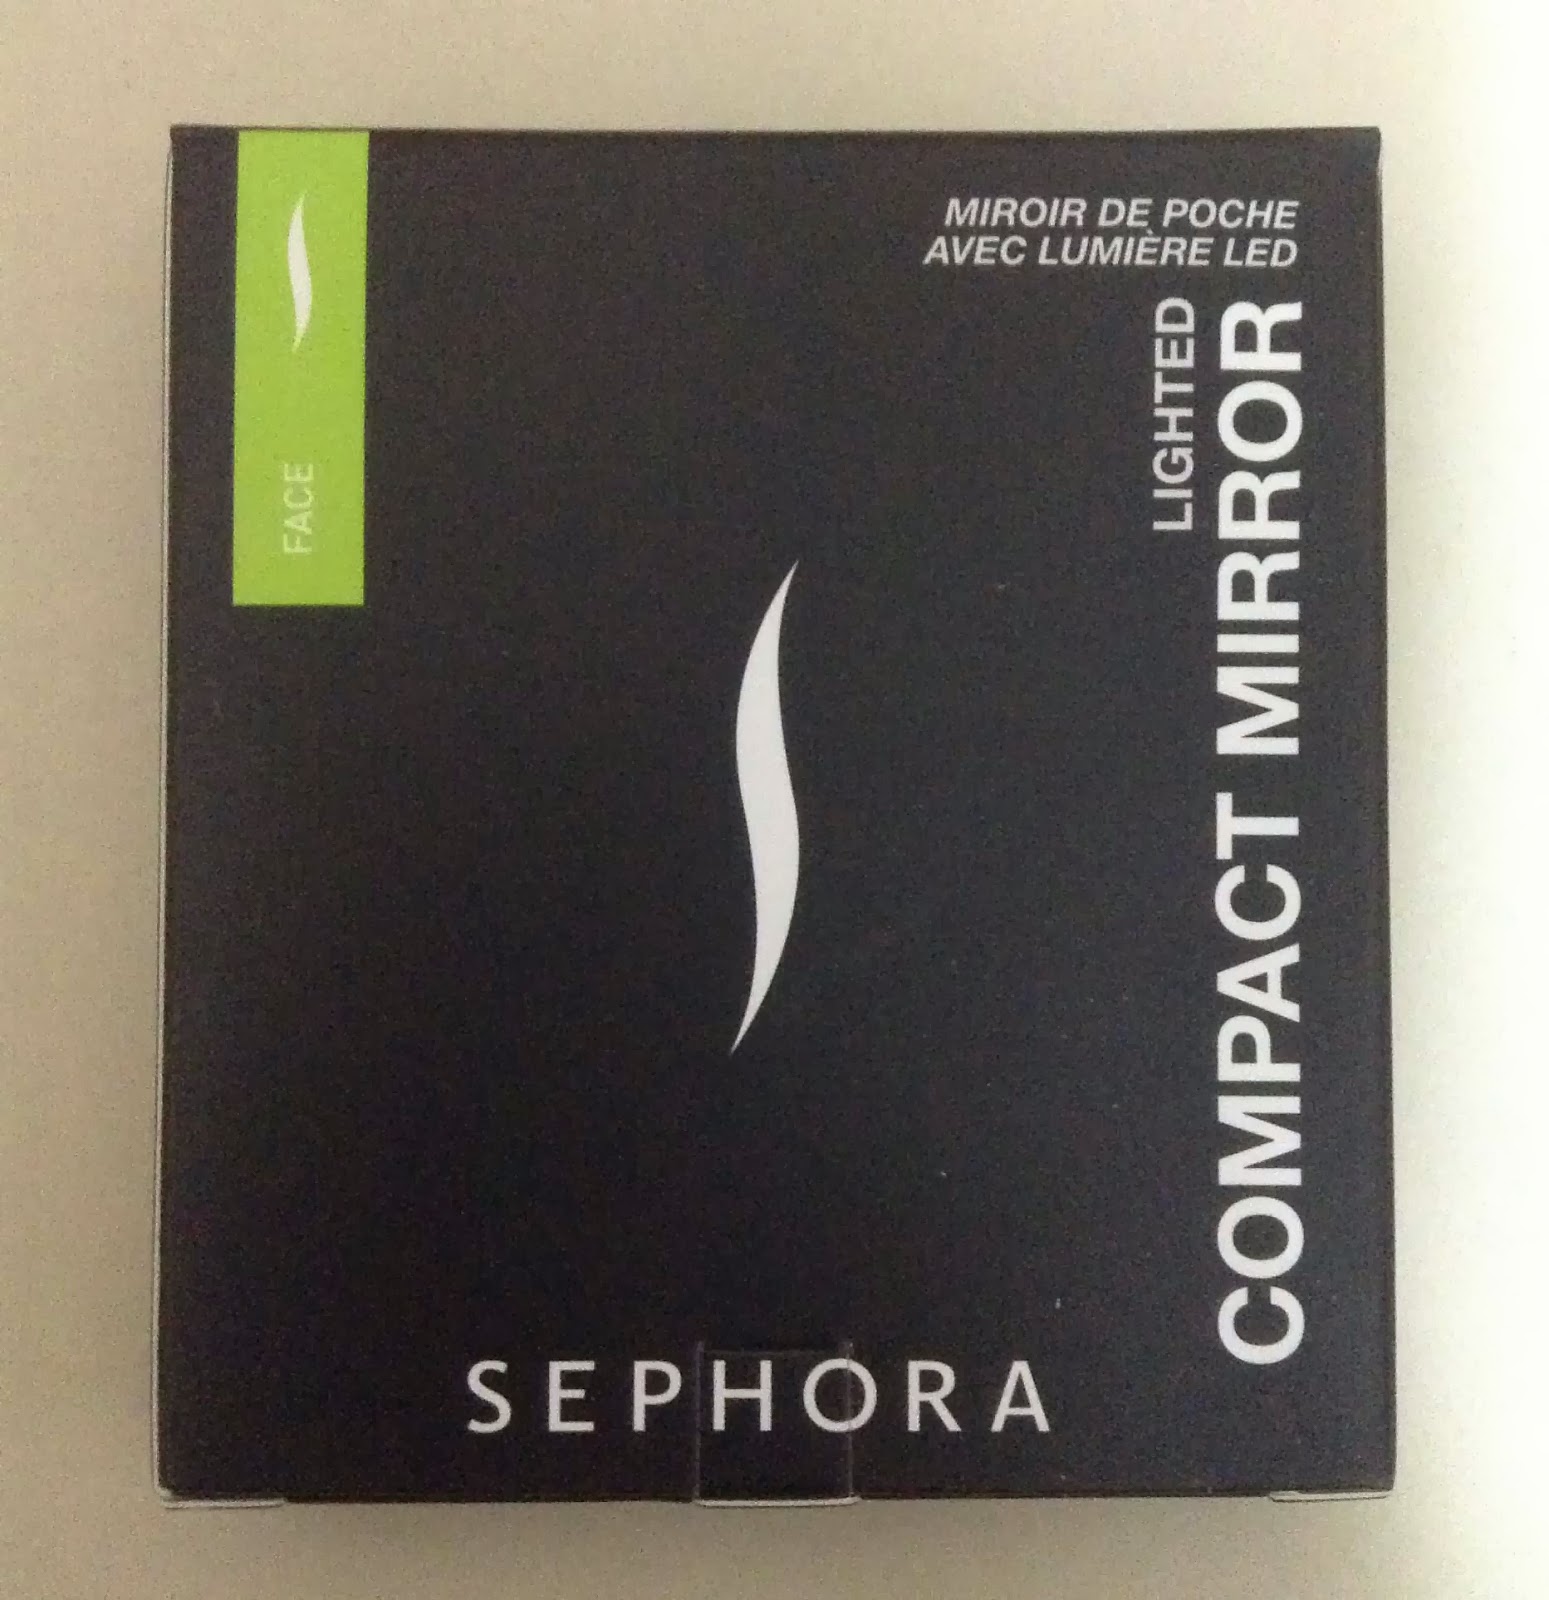 FACE
MIROIR DE POCHE
AVEC LUMIÈRE LED
LIGHTED
COMPACT MIRROR
SEPHORA